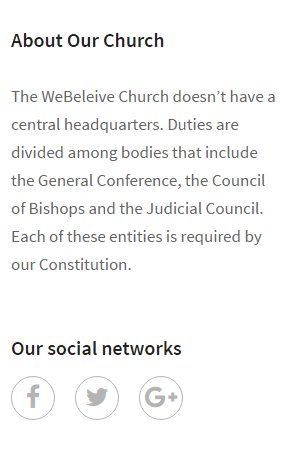 About Our Church
The WeBeleive Church doesn’t have a
central headquarters. Duties are
divided among bodies that include
the General Conference, the Council
of Bishops and the Judicial Council.
Each of these entities is required by
our Constitution.
Our social networks
f G+